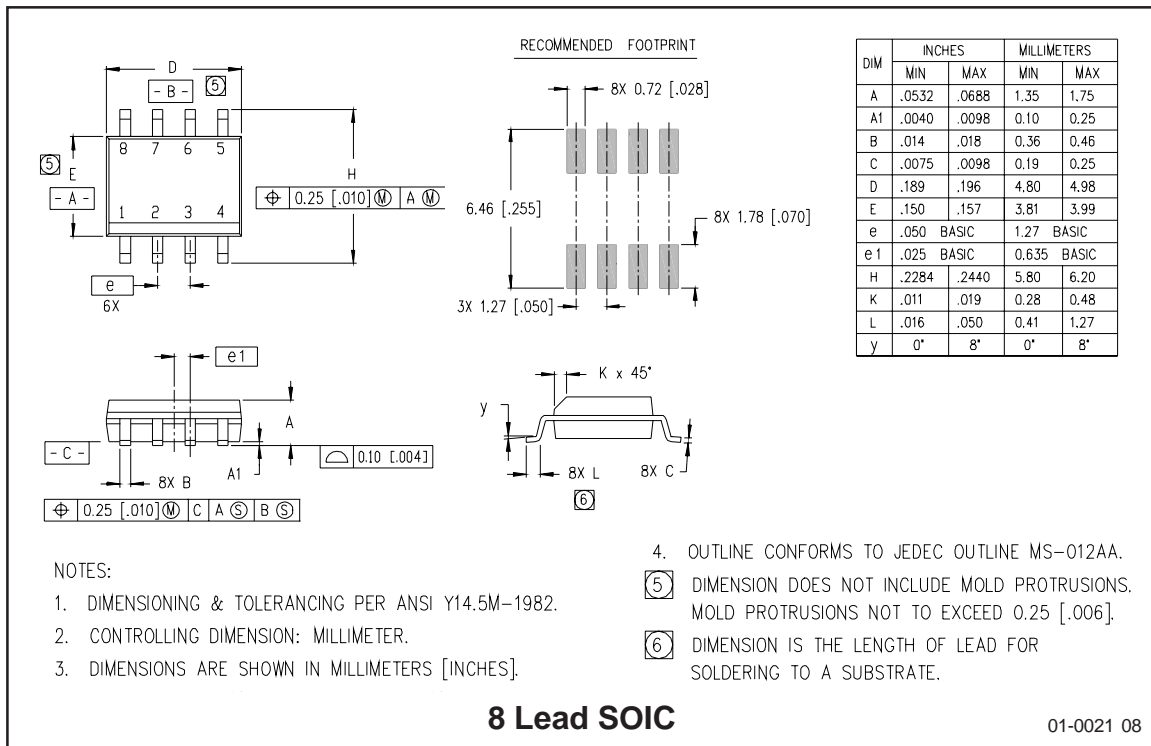 RECOMMENDED FOOTPRINT
D
- B -
5
8 7 6 5
5
E
- A -
1 2 3 4
H
⌖ 0.25 [.010] Ⓜ A Ⓜ
e
6X
8X 0.72 [.028]
6.46 [.255]
8X 1.78 [.070]
3X 1.27 [.050]
DIM INCHES MILLIMETERS
MIN MAX MIN MAX
A .0532 .0688 1.35 1.75
A1 .0040 .0098 0.10 0.25
B .014 .018 0.36 0.46
C .0075 .0098 0.19 0.25
D .189 .196 4.80 4.98
E .150 .157 3.81 3.99
e .050 BASIC 1.27 BASIC
e1 .025 BASIC 0.635 BASIC
H .2284 .2440 5.80 6.20
K .011 .019 0.28 0.48
L .016 .050 0.41 1.27
y 0° 8° 0° 8°
e1
A
- C -
8X B
A1
⌓ 0.10 [.004]
⌖ 0.25 [.010] Ⓜ C A Ⓢ B Ⓢ
K x 45°
y
8X L
6
8X C
NOTES:
1. DIMENSIONING & TOLERANCING PER ANSI Y14.5M-1982.
2. CONTROLLING DIMENSION: MILLIMETER.
3. DIMENSIONS ARE SHOWN IN MILLIMETERS [INCHES].
4. OUTLINE CONFORMS TO JEDEC OUTLINE MS-012AA.
5 DIMENSION DOES NOT INCLUDE MOLD PROTRUSIONS.
MOLD PROTRUSIONS NOT TO EXCEED 0.25 [.006].
6 DIMENSION IS THE LENGTH OF LEAD FOR
SOLDERING TO A SUBSTRATE.
8 Lead SOIC
01-0021 08